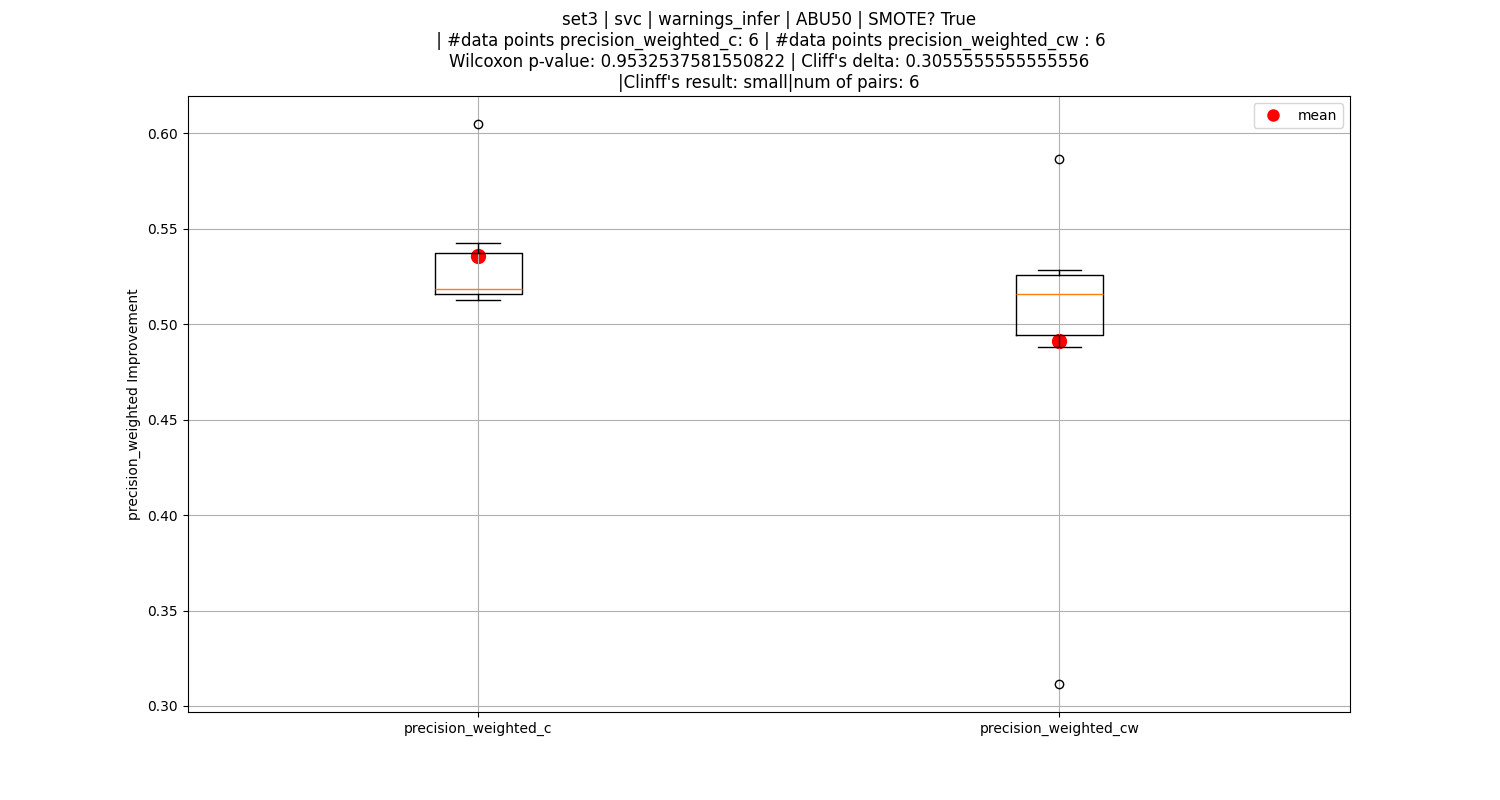 set3 | svc | warnings_infer | ABU50 | SMOTE? True
| #data points precision_weighted_c: 6 | #data points precision_weighted_cw : 6
Wilcoxon p-value: 0.9532537581550822 | Cliff's delta: 0.3055555555555556
|Clinff's result: small|num of pairs: 6
mean
0.60
0.55
0.50
0.45
0.40
0.35
0.30
precision_weighted Improvement
precision_weighted_c
precision_weighted_cw